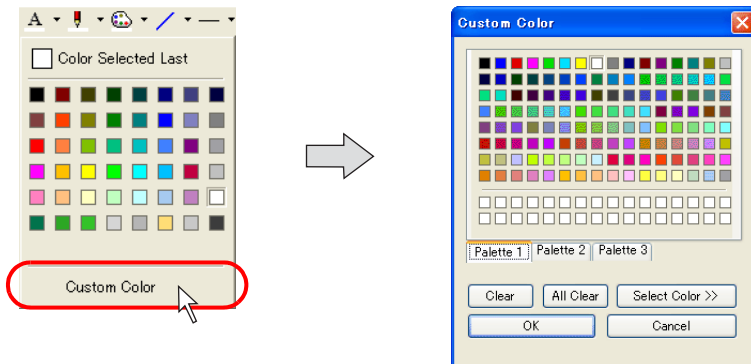 A
Color Selected Last
Custom Color
Custom Color
Palette 1 Palette 2 Palette 3
Clear All Clear Select Color >>
OK Cancel